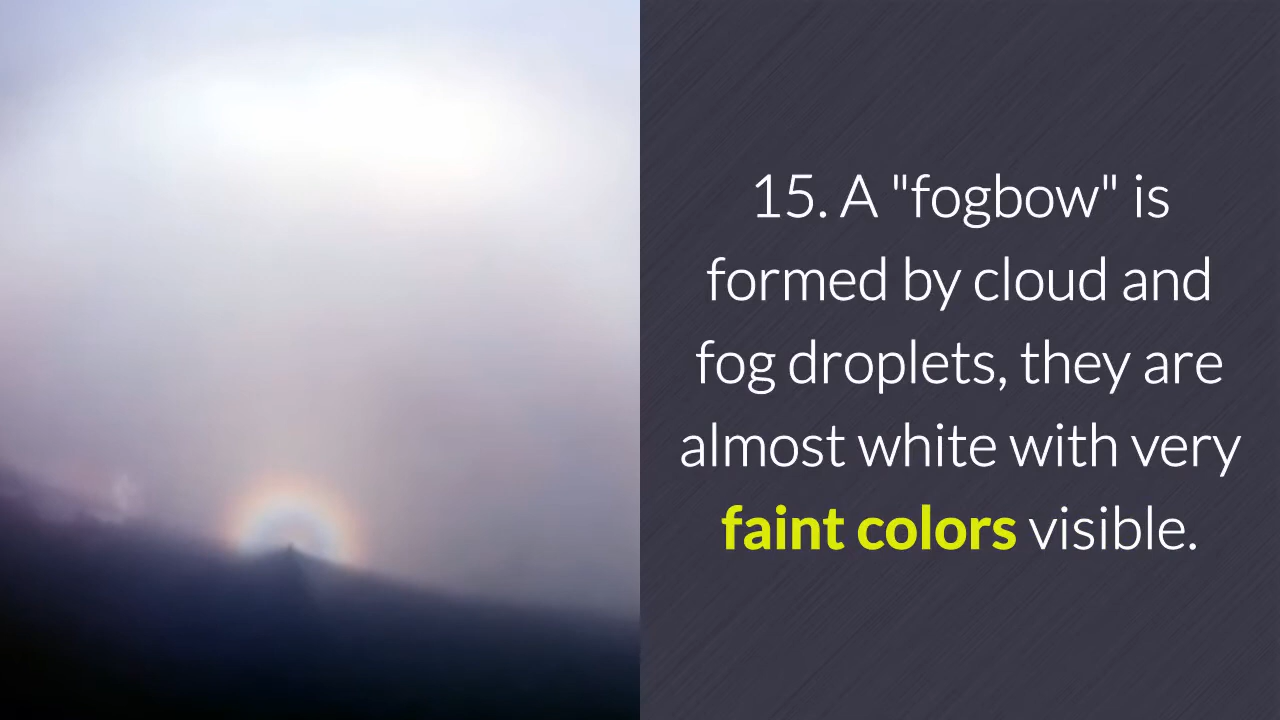 15. A "fogbow" is
formed by cloud and
fog droplets, they are
almost white with very
faint colors visible.